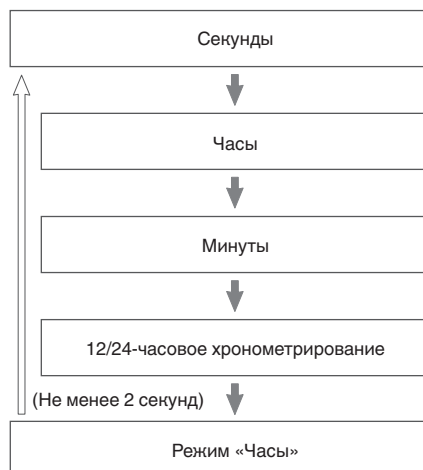 Секунды
Часы
Минуты
12/24-часовое хронометрирование
(Не менее 2 секунд)
Режим «Часы»